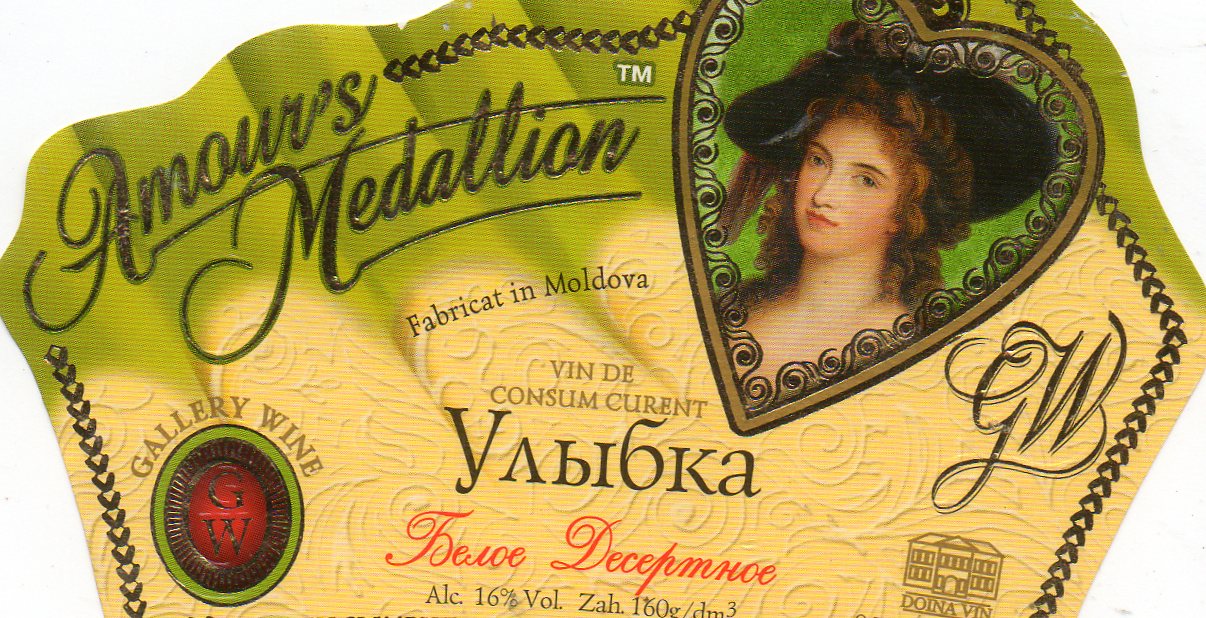 Amour's
Medallion
TM
Fabricat in Moldova
VIN DE
CONSUM CURENT
GALLERY WINE
G
W
Улыбка
GW
Белое Десертное
Alc. 16% Vol. Zah. 160g/dm³
DOINA VIN